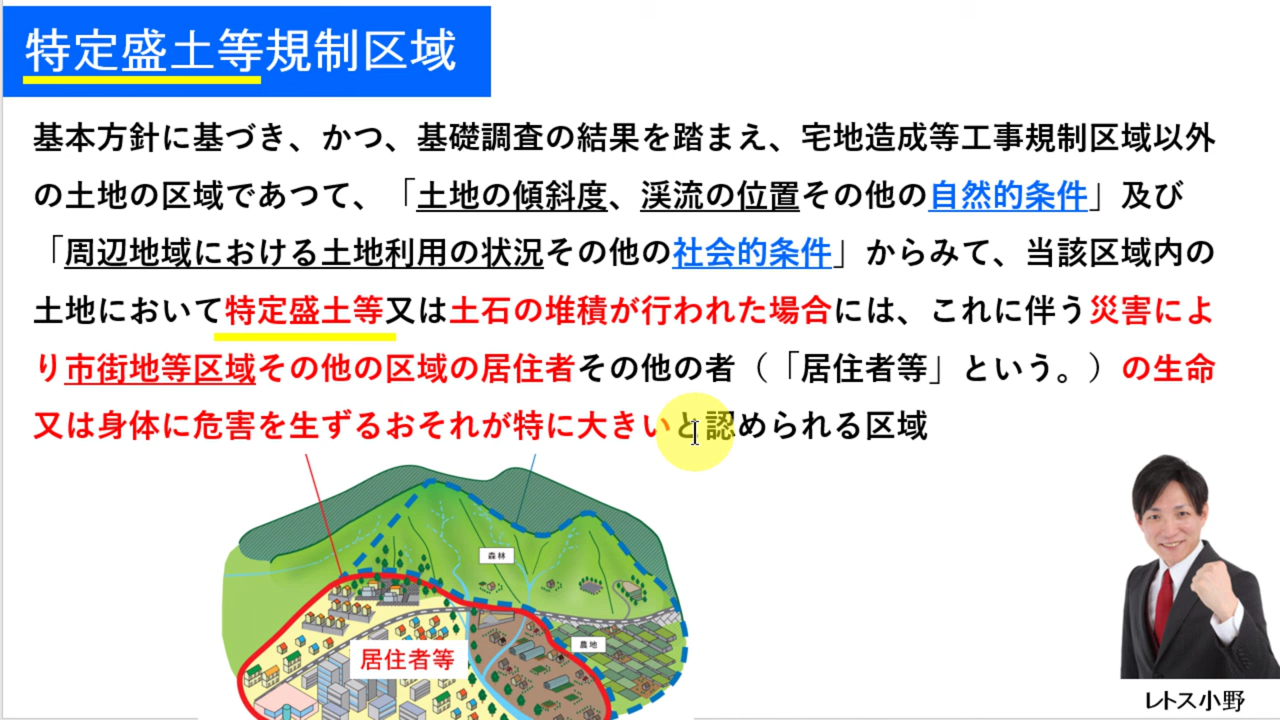 特定盛土等規制区域
基本方針に基づき、かつ、基礎調査の結果を踏まえ、宅地造成等工事規制区域以外
の土地の区域であつて、「土地の傾斜度、渓流の位置その他の自然的条件」及び
「周辺地域における土地利用の状況その他の社会的条件」からみて、当該区域内の
土地において特定盛土等又は土石の堆積が行われた場合には、これに伴う災害によ
り市街地等区域その他の区域の居住者その他の者（「居住者等」という。）の生命
又は身体に危害を生ずるおそれが特に大きいと認められる区域
森林
農地
居住者等
レトス小野